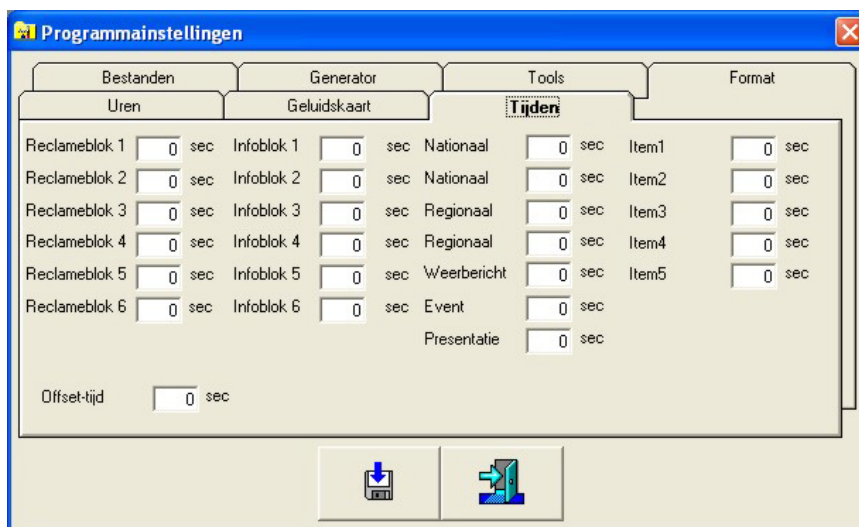 Programmainstellingen
Bestanden Generator Tools Format
Uren Geluidskaart Tijden
Reclameblok 1 0 sec Infoblok 1 0 sec Nationaal 0 sec Item1 0 sec
Reclameblok 2 0 sec Infoblok 2 0 sec Nationaal 0 sec Item2 0 sec
Reclameblok 3 0 sec Infoblok 3 0 sec Regionaal 0 sec Item3 0 sec
Reclameblok 4 0 sec Infoblok 4 0 sec Regionaal 0 sec Item4 0 sec
Reclameblok 5 0 sec Infoblok 5 0 sec Weerbericht 0 sec Item5 0 sec
Reclameblok 6 0 sec Infoblok 6 0 sec Event 0 sec
Presentatie 0 sec
Offset-tijd 0 sec